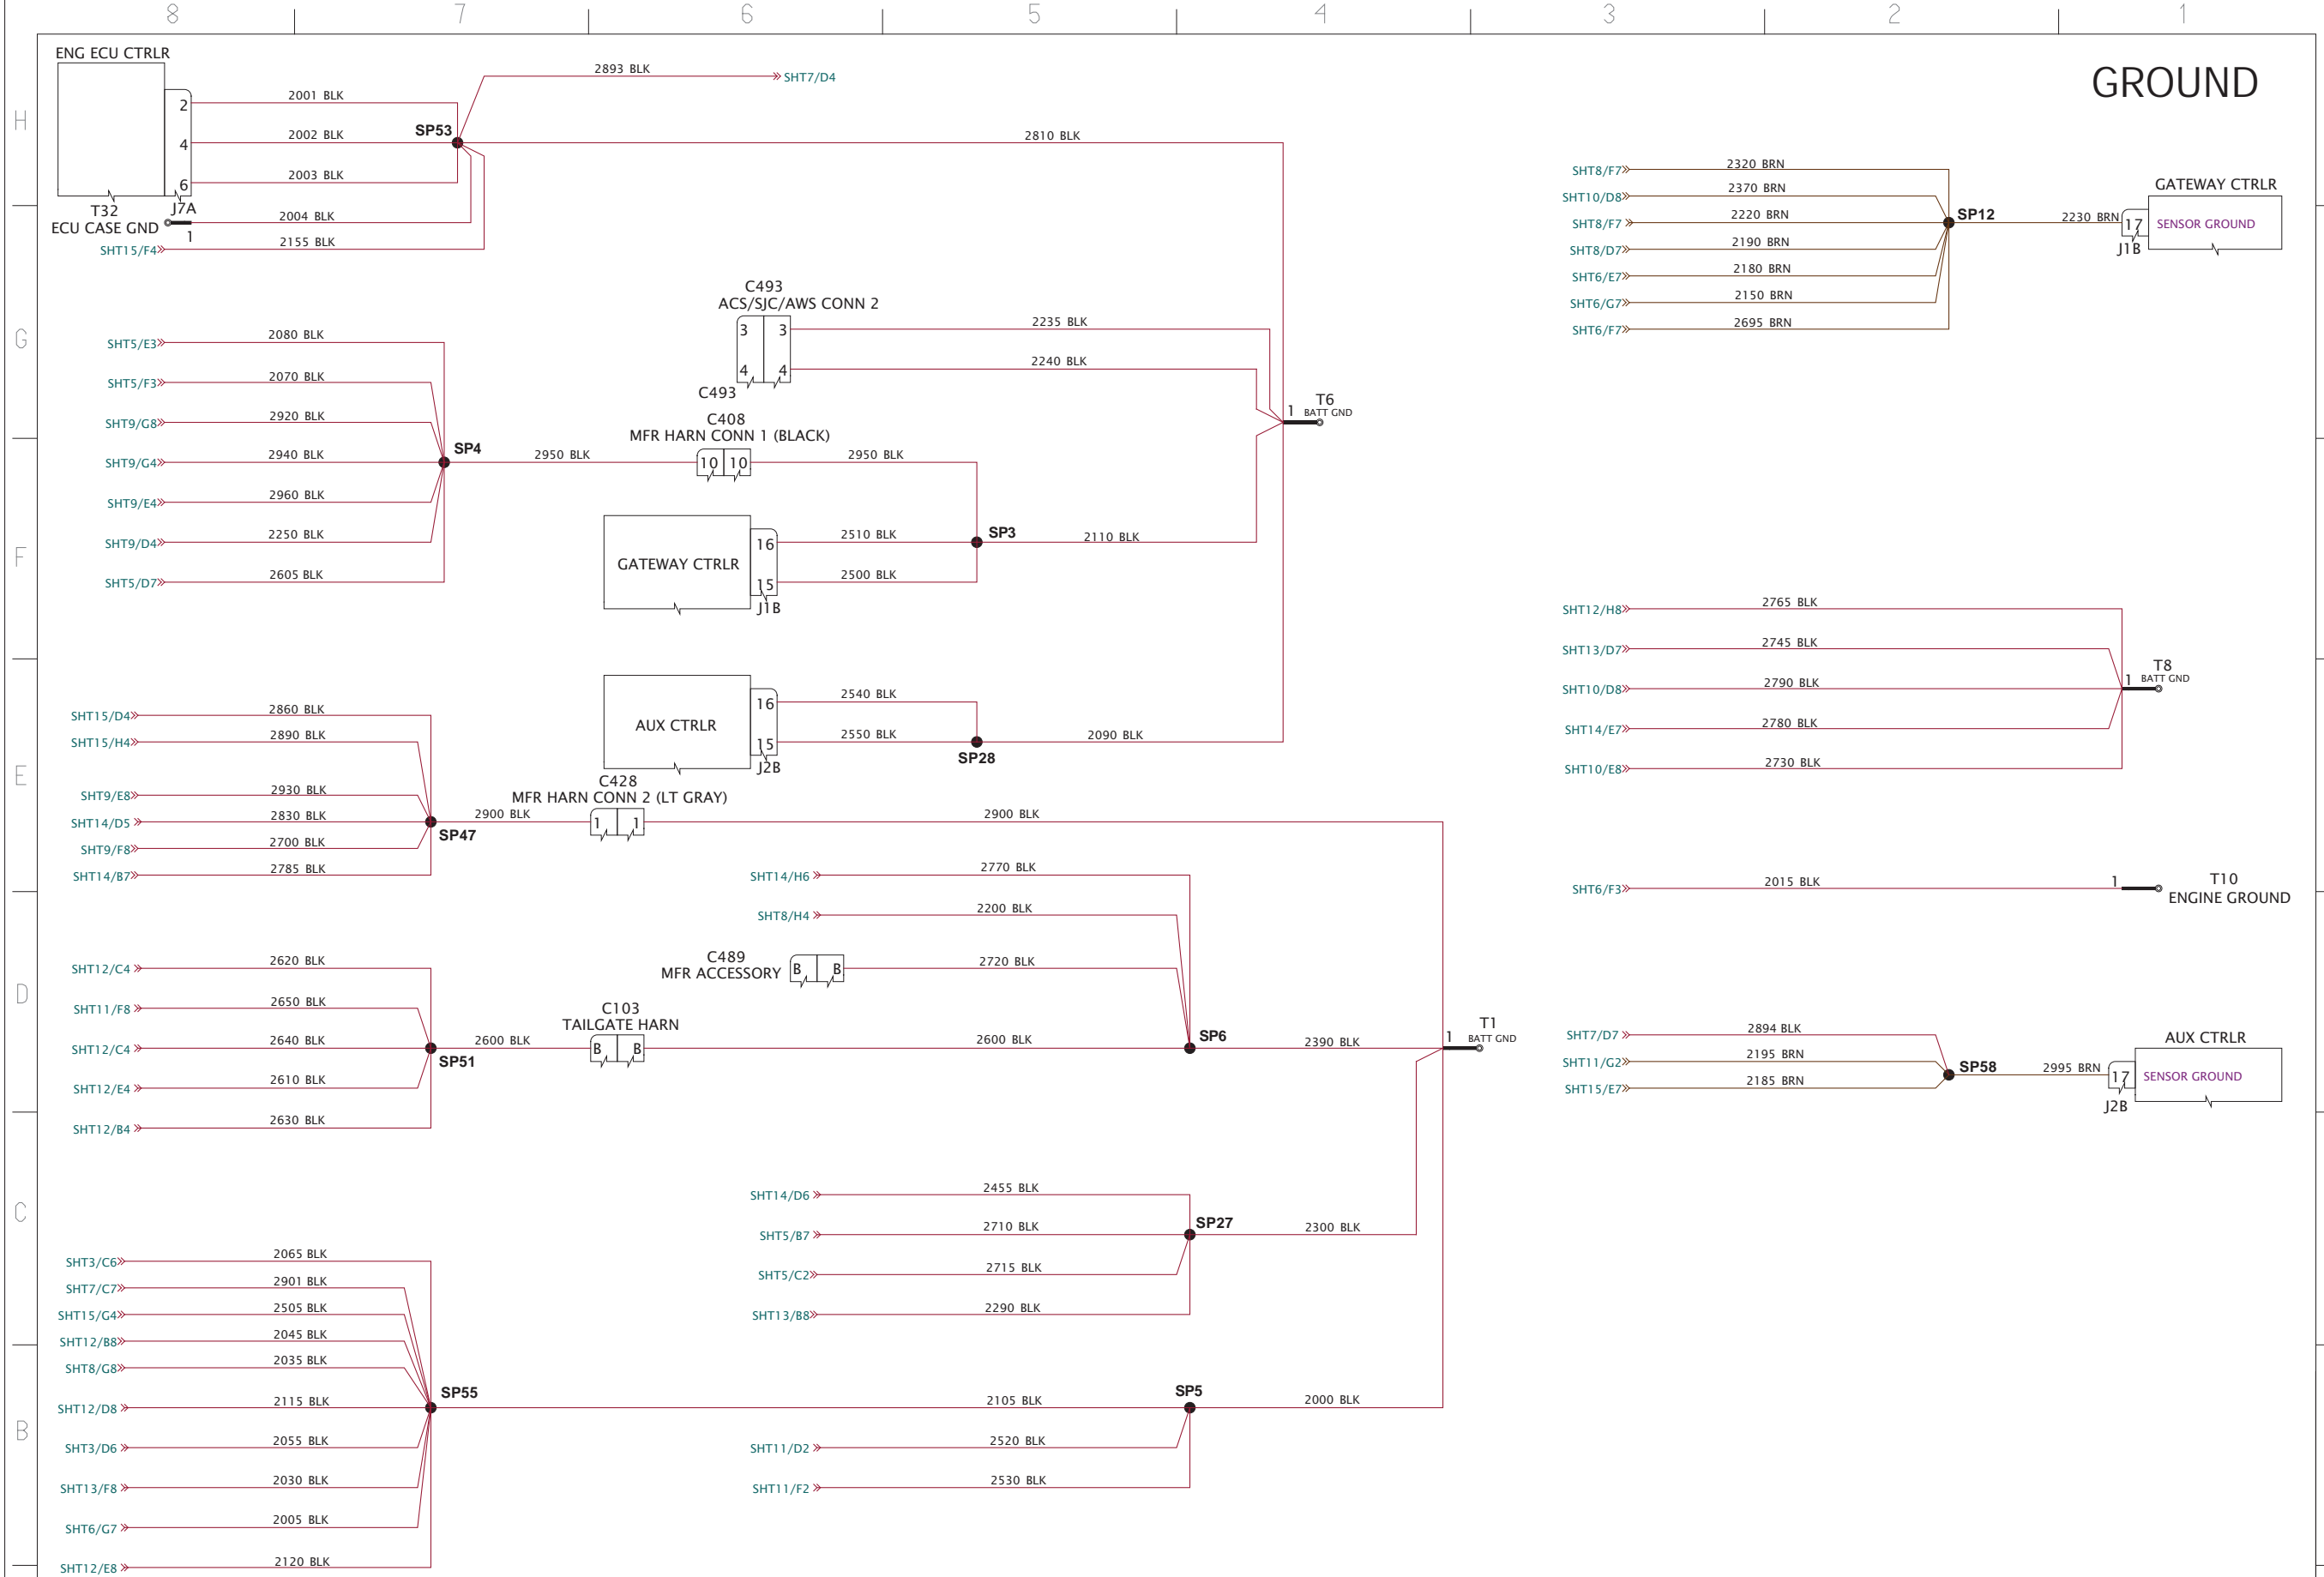 8 7 6 5 4 3 2 1
GROUND
H
ENG ECU CTRLR
2
4
6
J7A
2001 BLK
2002 BLK
2003 BLK
SP53
2893 BLK
SHT7/D4
2810 BLK
T32
ECU CASE GND
1
2004 BLK
SHT15/F4
2155 BLK
SHT8/F7
2320 BRN
SHT10/D8
2370 BRN
SHT8/F7
2220 BRN
SHT8/D7
2190 BRN
SHT6/E7
2180 BRN
SHT6/G7
2150 BRN
SHT6/F7
2695 BRN
SP12
2230 BRN
17
J1B
GATEWAY CTRLR
SENSOR GROUND
G
C493
ACS/SJC/AWS CONN 2
3 3
4 4
C493
2235 BLK
2240 BLK
T6
1 BATT GND
SHT5/E3
2080 BLK
SHT5/F3
2070 BLK
SHT9/G8
2920 BLK
SHT9/G4
2940 BLK
SHT9/E4
2960 BLK
SHT9/D4
2250 BLK
SHT5/D7
2605 BLK
SP4
2950 BLK
C408
MFR HARN CONN 1 (BLACK)
10 10
2950 BLK
F
GATEWAY CTRLR
16
15
J1B
2510 BLK
2500 BLK
SP3
2110 BLK
SHT12/H8
2765 BLK
SHT13/D7
2745 BLK
SHT10/D8
2790 BLK
SHT14/E7
2780 BLK
SHT10/E8
2730 BLK
T8
1 BATT GND
E
AUX CTRLR
16
15
J2B
2540 BLK
2550 BLK
SP28
2090 BLK
SHT15/D4
2860 BLK
SHT15/H4
2890 BLK
SHT9/E8
2930 BLK
SHT14/D5
2830 BLK
SHT9/F8
2700 BLK
SHT14/B7
2785 BLK
SP47
2900 BLK
C428
MFR HARN CONN 2 (LT GRAY)
1 1
2900 BLK
SHT14/H6
2770 BLK
SHT8/H4
2200 BLK
C489
MFR ACCESSORY
B B
2720 BLK
SHT6/F3
2015 BLK
1
T10
ENGINE GROUND
D
SHT12/C4
2620 BLK
SHT11/F8
2650 BLK
SHT12/C4
2640 BLK
SHT12/E4
2610 BLK
SHT12/B4
2630 BLK
SP51
2600 BLK
C103
TAILGATE HARN
B B
2600 BLK
SP6
2390 BLK
T1
1 BATT GND
SHT7/D7
2894 BLK
SHT11/G2
2195 BRN
SHT15/E7
2185 BRN
SP58
2995 BRN
17
J2B
AUX CTRLR
SENSOR GROUND
C
SHT14/D6
2455 BLK
SHT5/B7
2710 BLK
SHT5/C2
2715 BLK
SHT13/B8
2290 BLK
SP27
2300 BLK
SHT3/C6
2065 BLK
SHT7/C7
2901 BLK
SHT15/G4
2505 BLK
SHT12/B8
2045 BLK
SHT8/G8
2035 BLK
B
SHT12/D8
2115 BLK
SHT3/D6
2055 BLK
SHT13/F8
2030 BLK
SHT6/G7
2005 BLK
SHT12/E8
2120 BLK
SP55
2105 BLK
SP5
2000 BLK
SHT11/D2
2520 BLK
SHT11/F2
2530 BLK